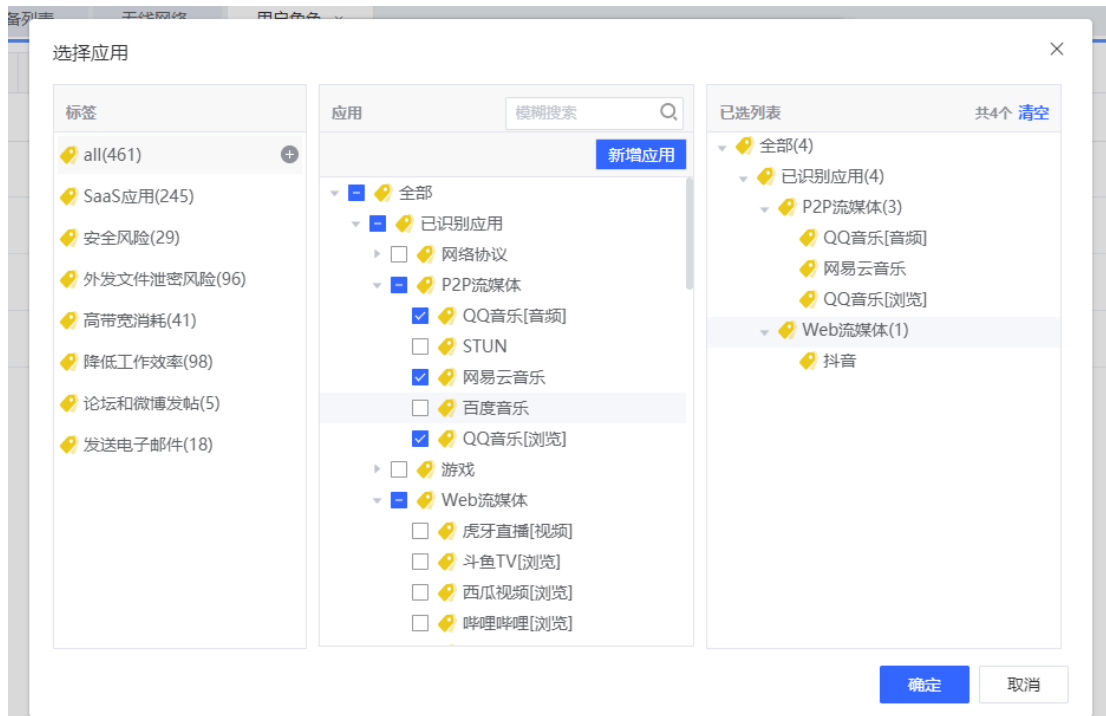 备列表 无线网络 用户角色
选择应用
标签
all(461)
SaaS应用(245)
安全风险(29)
外发文件泄密风险(96)
高带宽消耗(41)
降低工作效率(98)
论坛和微博发帖(5)
发送电子邮件(18)
应用 模糊搜索
新增应用
全部
已识别应用
网络协议
P2P流媒体
QQ音乐[音频]
STUN
网易云音乐
百度音乐
QQ音乐[浏览]
游戏
Web流媒体
虎牙直播[视频]
斗鱼TV[浏览]
西瓜视频[浏览]
哔哩哔哩[浏览]
已选列表 共4个 清空
全部(4)
已识别应用(4)
P2P流媒体(3)
QQ音乐[音频]
网易云音乐
QQ音乐[浏览]
Web流媒体(1)
抖音
确定 取消